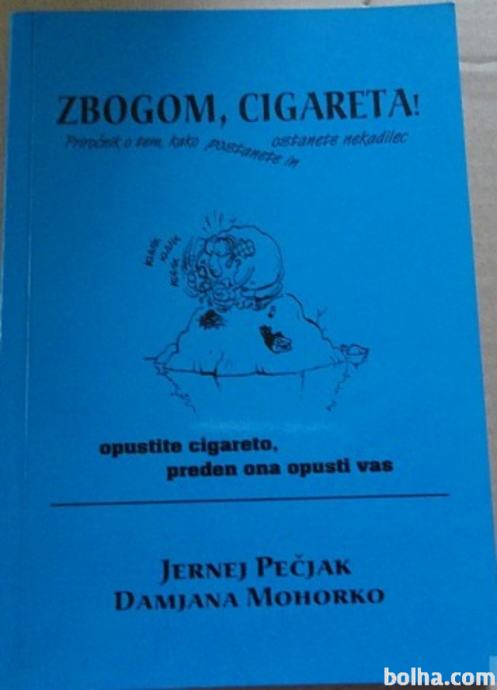 ZBOGOM, CIGARETA!
Priročnik o tem, kako postanete in ostanete nekadilec
opustite cigareto,
preden ona opusti vas
JERNEJ PEČJAK
DAMJANA MOHORKO
bolha.com